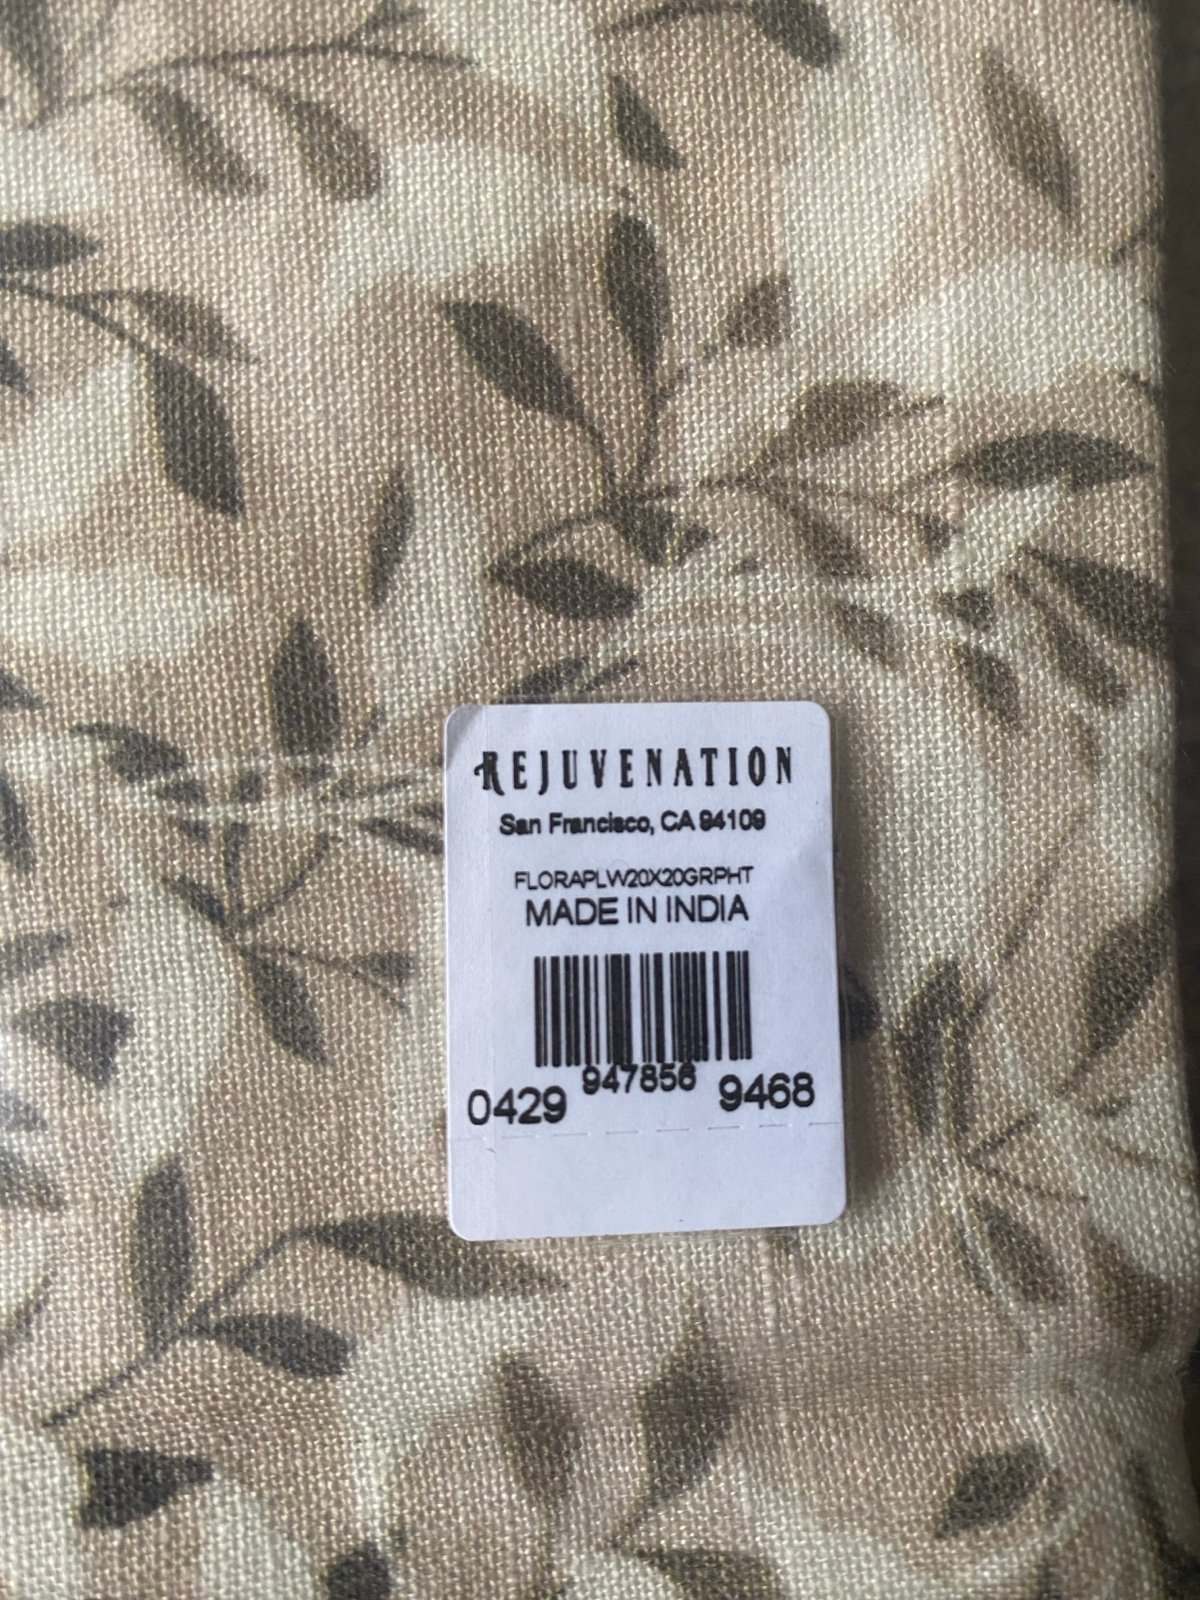 REJUVENATION
San Francisco, CA 94109
FLORAPLW20X20GRPHT
MADE IN INDIA
0429 947856 9468